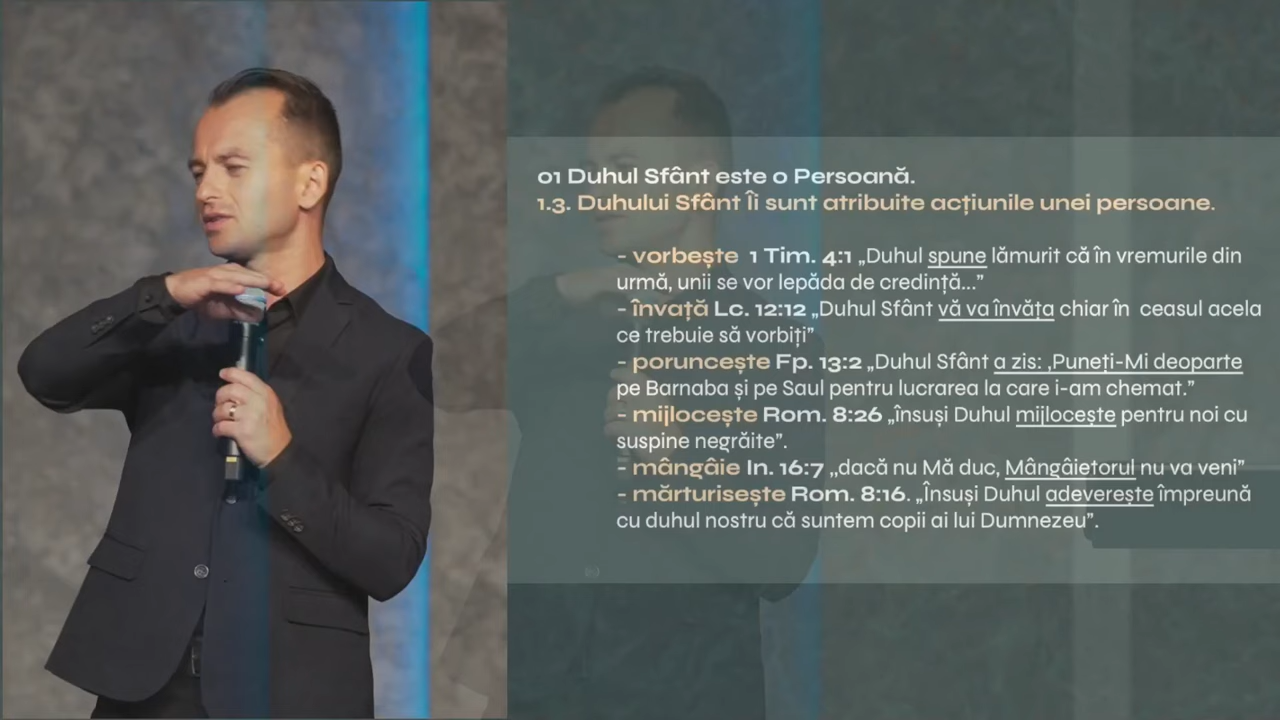 01 Duhul Sfânt este o Persoană.
1.3. Duhului Sfânt Îi sunt atribuite acțiunile unei persoane.
- vorbește 1 Tim. 4:1 „Duhul spune lămurit că în vremurile din
urmă, unii se vor lepăda de credință...”
- învață Lc. 12:12 „Duhul Sfânt vă va învăța chiar în ceasul acela
ce trebuie să vorbiți”
- poruncește Fp. 13:2 „Duhul Sfânt a zis: ‚Puneți-Mi deoparte
pe Barnaba și pe Saul pentru lucrarea la care i-am chemat.”
- mijlocește Rom. 8:26 „însuși Duhul mijlocește pentru noi cu
suspine negrăite”.
- mângâie In. 16:7 „dacă nu Mă duc, Mângâietorul nu va veni”
- mărturisește Rom. 8:16. „Însuși Duhul adeverește împreună
cu duhul nostru că suntem copii ai lui Dumnezeu”.